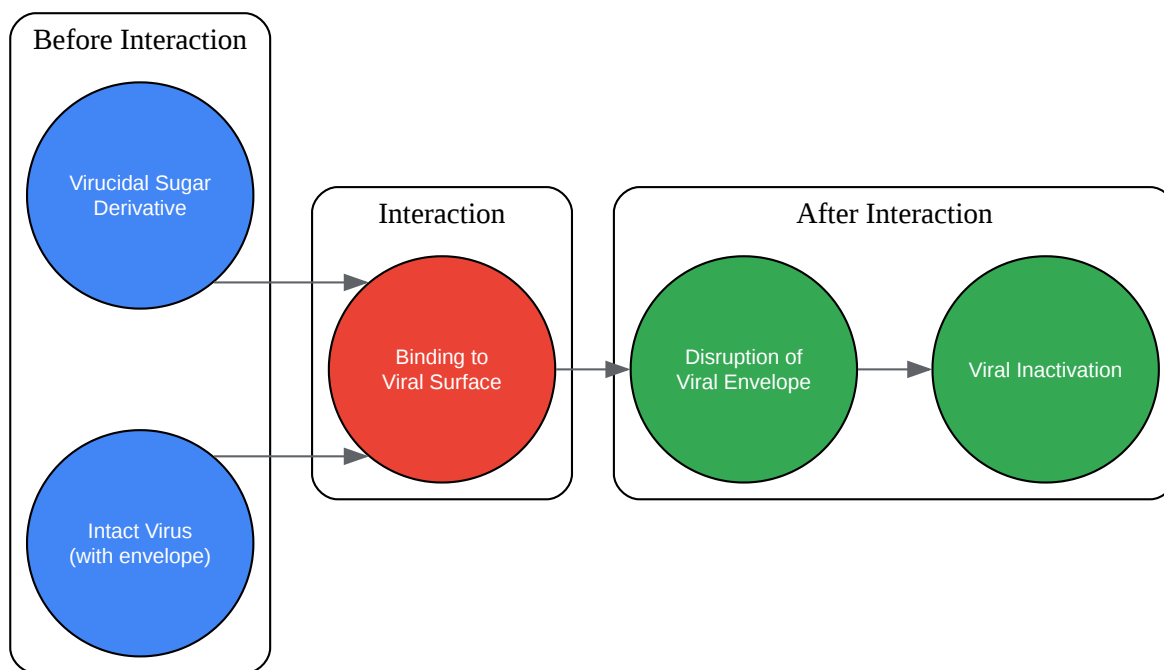 Before Interaction
Virucidal Sugar
Derivative
Intact Virus
(with envelope)
Interaction
Binding to
Viral Surface
After Interaction
Disruption of
Viral Envelope
Viral Inactivation